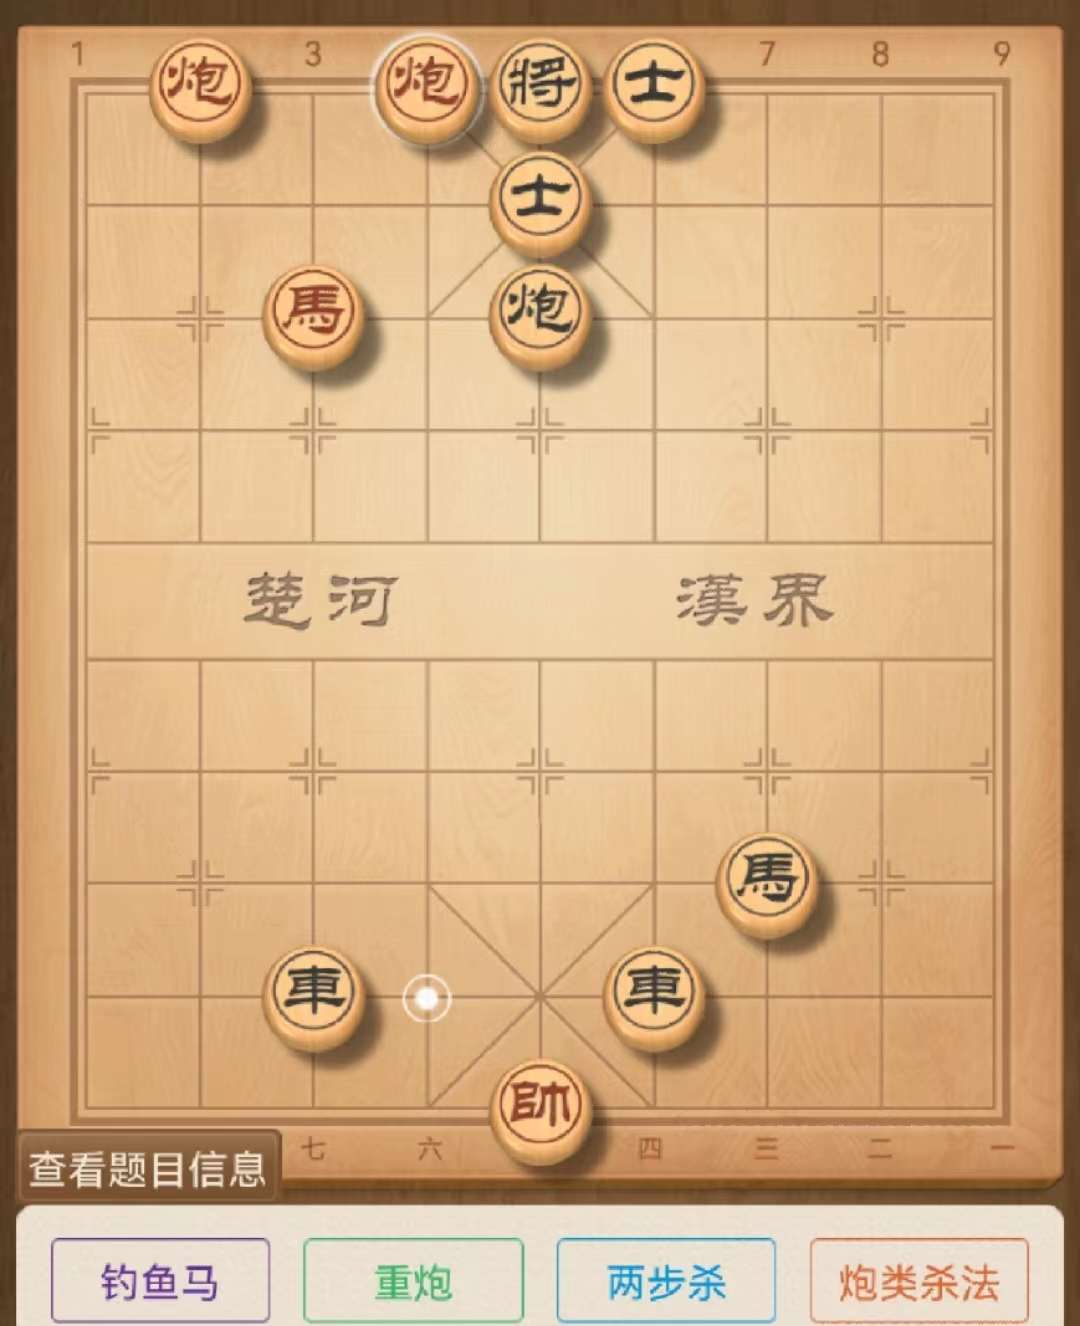 1 3 7 8 9
炮 炮 將 士
士
馬 炮
楚河 漢界
馬
車 車
帥
七 六 四 三 二 一
查看题目信息
钓鱼马 重炮 两步杀 炮类杀法